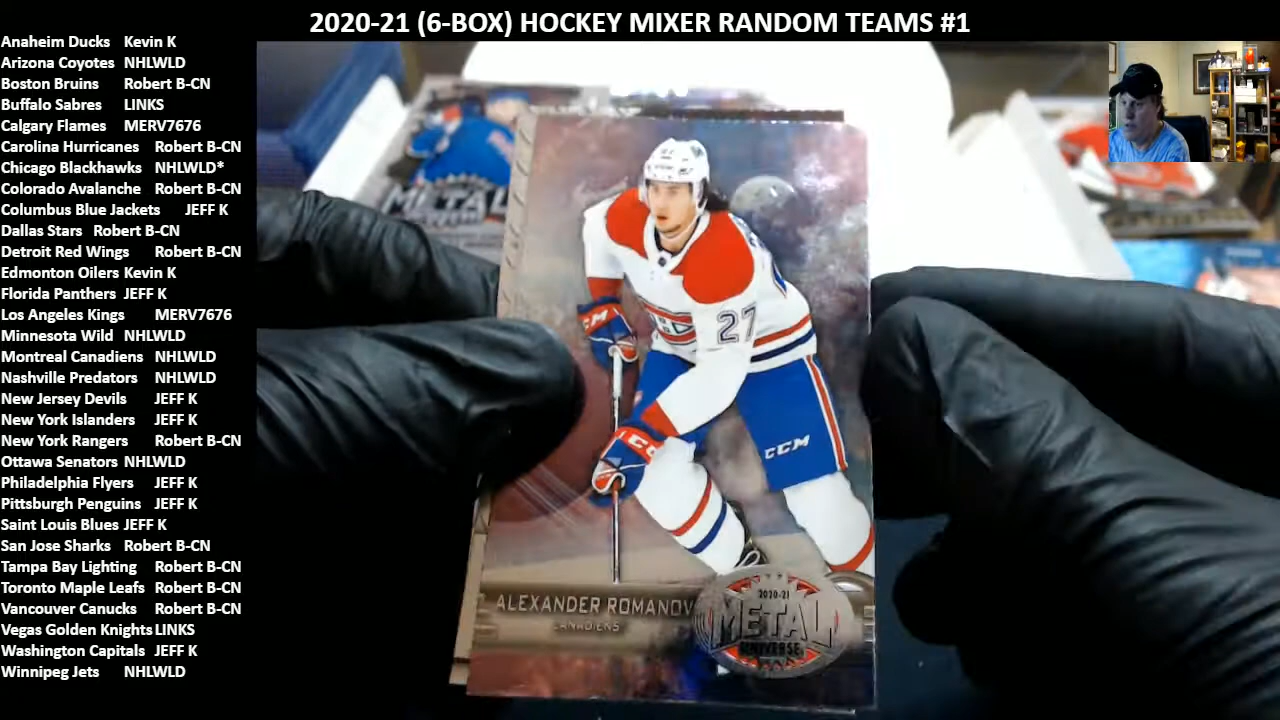 2020-21 (6-BOX) HOCKEY MIXER RANDOM TEAMS #1
Anaheim Ducks Kevin K
Arizona Coyotes NHLWLD
Boston Bruins Robert B-CN
Buffalo Sabres LINKS
Calgary Flames MERV7676
Carolina Hurricanes Robert B-CN
Chicago Blackhawks NHLWLD*
Colorado Avalanche Robert B-CN
Columbus Blue Jackets JEFF K
Dallas Stars Robert B-CN
Detroit Red Wings Robert B-CN
Edmonton Oilers Kevin K
Florida Panthers JEFF K
Los Angeles Kings MERV7676
Minnesota Wild NHLWLD
Montreal Canadiens NHLWLD
Nashville Predators NHLWLD
New Jersey Devils JEFF K
New York Islanders JEFF K
New York Rangers Robert B-CN
Ottawa Senators NHLWLD
Philadelphia Flyers JEFF K
Pittsburgh Penguins JEFF K
Saint Louis Blues JEFF K
San Jose Sharks Robert B-CN
Tampa Bay Lighting Robert B-CN
Toronto Maple Leafs Robert B-CN
Vancouver Canucks Robert B-CN
Vegas Golden Knights LINKS
Washington Capitals JEFF K
Winnipeg Jets NHLWLD
METAL
27
27
CCM
ALEXANDER ROMANOV
CANADIENS
2020-21
METAL
UNIVERSE